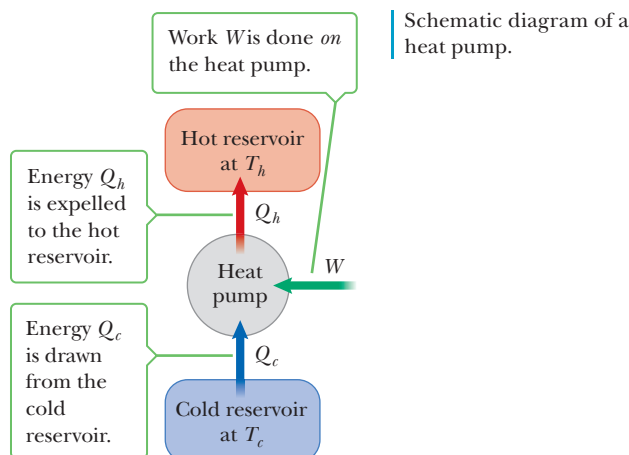 Work W is done on
the heat pump.
Schematic diagram of a
heat pump.
Hot reservoir
at Th
Energy Qh
is expelled
to the hot
reservoir.
Qh
Heat
pump
W
Energy Qc
is drawn
from the
cold
reservoir.
Qc
Cold reservoir
at Tc